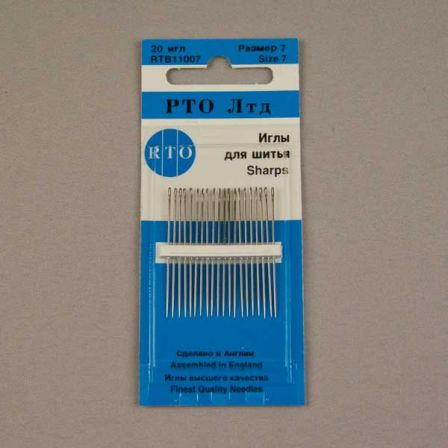 20 игл Размер 7
RTB11007 Size 7
РТО Лтд
RTO
Иглы
для шитья
Sharps
Сделано в Англии
Assembled in England
Иглы высшего качества
Finest Quality Needles